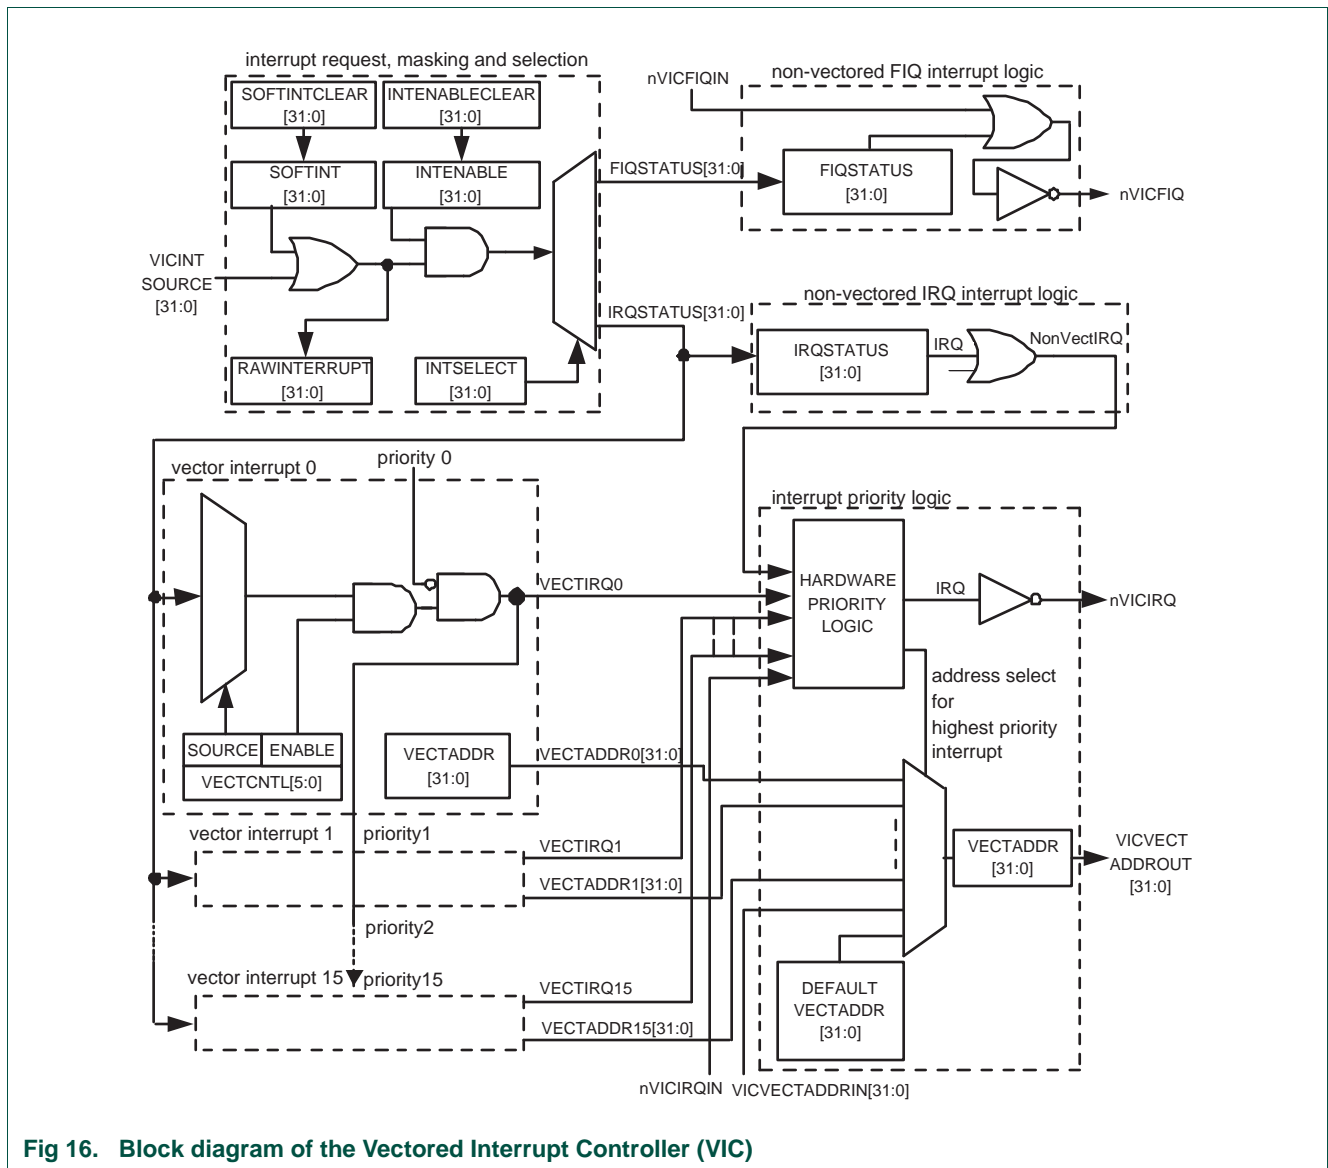 interrupt request, masking and selection
SOFTINTCLEAR
[31:0]
INTENABLECLEAR
[31:0]
SOFTINT
[31:0]
INTENABLE
[31:0]
VICINT
SOURCE
[31:0]
RAWINTERRUPT
[31:0]
INTSELECT
[31:0]
nVICFIQIN
non-vectored FIQ interrupt logic
FIQSTATUS[31:0]
FIQSTATUS
[31:0]
nVICFIQ
non-vectored IRQ interrupt logic
IRQSTATUS[31:0]
IRQSTATUS
[31:0]
IRQ
NonVectIRQ
vector interrupt 0
priority 0
VECTIRQ0
SOURCE
ENABLE
VECTCNTL[5:0]
VECTADDR
[31:0]
VECTADDR0[31:0]
interrupt priority logic
HARDWARE
PRIORITY
LOGIC
IRQ
nVICIRQ
address select
for
highest priority
interrupt
vector interrupt 1
priority1
VECTIRQ1
VECTADDR1[31:0]
priority2
VECTADDR
[31:0]
VICVECT
ADDROUT
[31:0]
vector interrupt 15
priority15
VECTIRQ15
VECTADDR15[31:0]
DEFAULT
VECTADDR
[31:0]
nVICIRQIN
VICVECTADDRIN[31:0]
Fig 16. Block diagram of the Vectored Interrupt Controller (VIC)